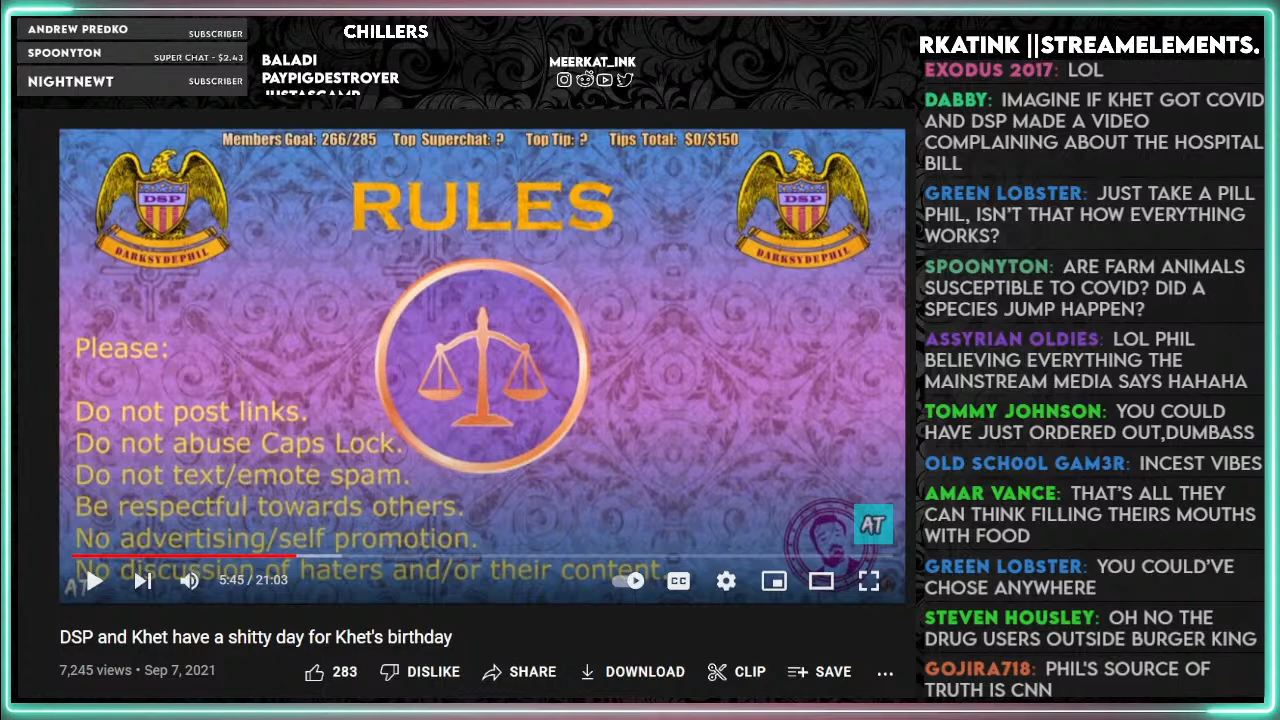 ANDREW PREDKO SUBSCRIBER
SPOONYTON SUPER CHAT - $2.43
NIGHTNEWT SUBSCRIBER
CHILLERS
BALADI
PAYPIGDESTROYER
MEERKAT_INK
RKATINK ||STREAMELEMENTS.
Members Goal: 266/285 Top Superchat: ? Top Tip: ? Tips Total: $0/$150
DSP
DARKSYDEPHIL
RULES
DSP
DARKSYDEPHIL
Please:
Do not post links.
Do not abuse Caps Lock.
Do not text/emote spam.
Be respectful towards others.
No advertising/self promotion.
No discussion of haters and/or their content.
AT
AT
5:45 / 21:03
CC
DSP and Khet have a shitty day for Khet's birthday
7,245 views • Sep 7, 2021
283 DISLIKE SHARE DOWNLOAD CLIP SAVE ...
EXODUS 2017: LOL
DABBY: IMAGINE IF KHET GOT COVID
AND DSP MADE A VIDEO
COMPLAINING ABOUT THE HOSPITAL
BILL
GREEN LOBSTER: JUST TAKE A PILL
PHIL, ISN'T THAT HOW EVERYTHING
WORKS?
SPOONYTON: ARE FARM ANIMALS
SUSCEPTIBLE TO COVID? DID A
SPECIES JUMP HAPPEN?
ASSYRIAN OLDIES: LOL PHIL
BELIEVING EVERYTHING THE
MAINSTREAM MEDIA SAYS HAHAHA
TOMMY JOHNSON: YOU COULD
HAVE JUST ORDERED OUT,DUMBASS
OLD SCH00L GAM3R: INCEST VIBES
AMAR VANCE: THAT'S ALL THEY
CAN THINK FILLING THEIRS MOUTHS
WITH FOOD
GREEN LOBSTER: YOU COULD'VE
CHOSE ANYWHERE
STEVEN HOUSLEY: OH NO THE
DRUG USERS OUTSIDE BURGER KING
GOJIRA718: PHIL'S SOURCE OF
TRUTH IS CNN